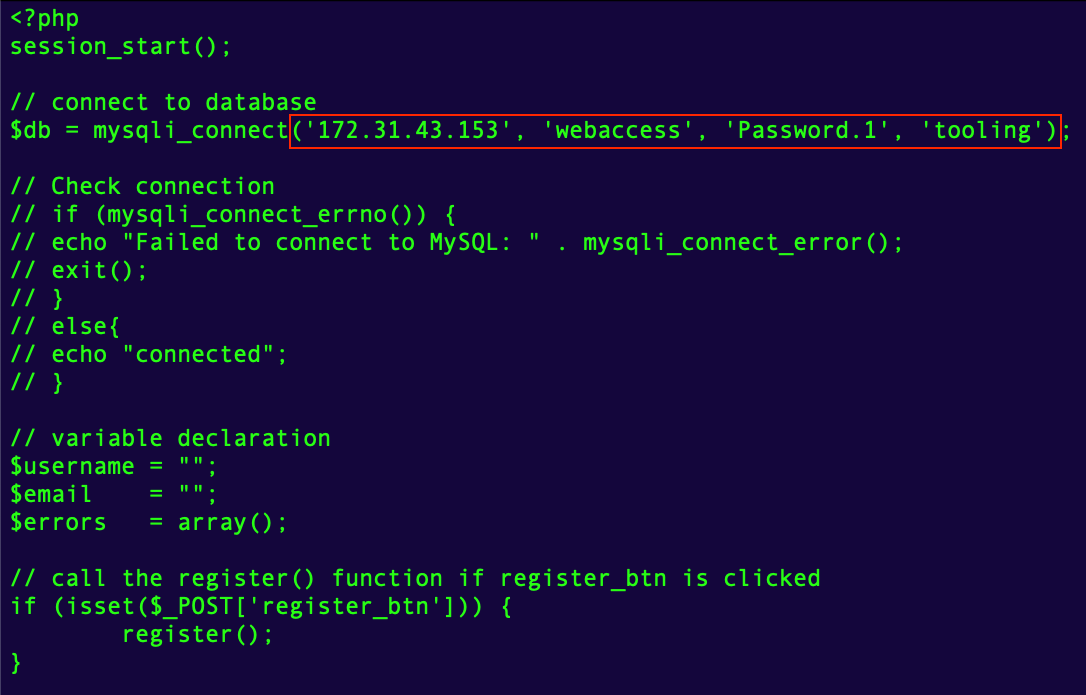 <?php
session_start();

// connect to database
$db = mysqli_connect('172.31.43.153', 'webaccess', 'Password.1', 'tooling');

// Check connection
// if (mysqli_connect_errno()) {
// echo "Failed to connect to MySQL: " . mysqli_connect_error();
// exit();
// }
// else{
// echo "connected";
// }

// variable declaration
$username = "";
$email    = "";
$errors   = array();

// call the register() function if register_btn is clicked
if (isset($_POST['register_btn'])) {
        register();
}